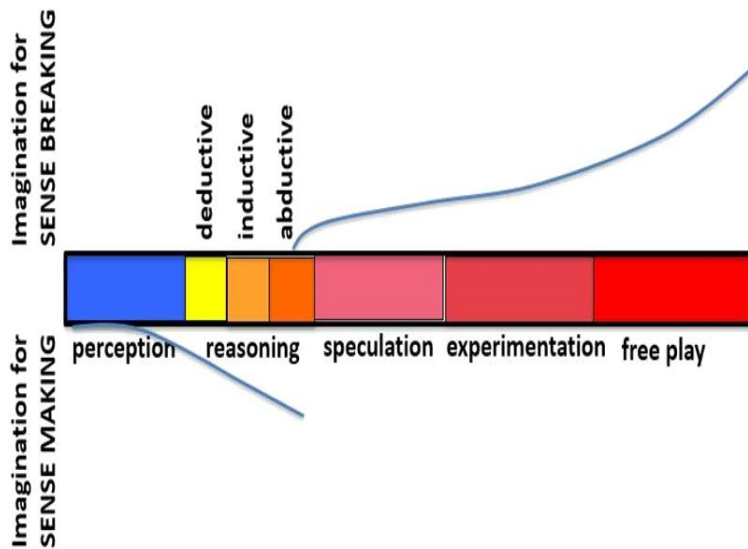 Imagination for
SENSE BREAKING
deductive
inductive
abductive
perception reasoning speculation experimentation free play
Imagination for
SENSE MAKING